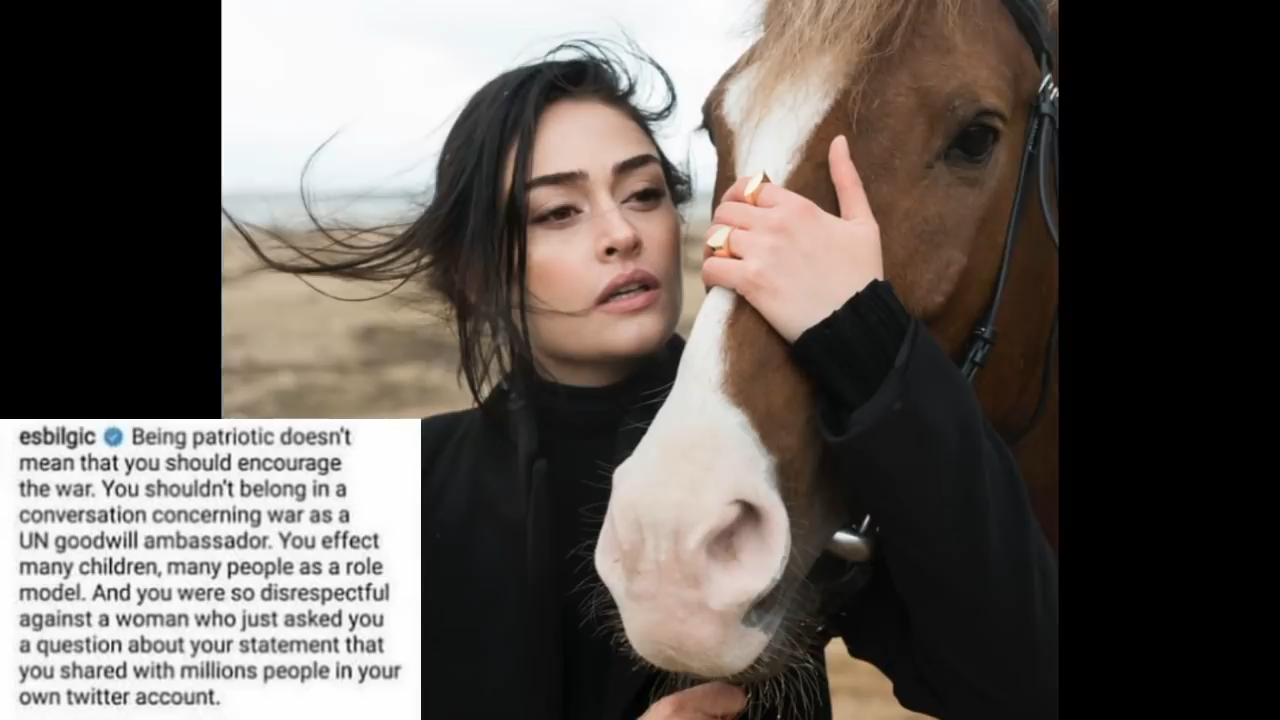 esbilgic Being patriotic doesn't
mean that you should encourage
the war. You shouldn't belong in a
conversation concerning war as a
UN goodwill ambassador. You effect
many children, many people as a role
model. And you were so disrespectful
against a woman who just asked you
a question about your statement that
you shared with millions people in your
own twitter account.